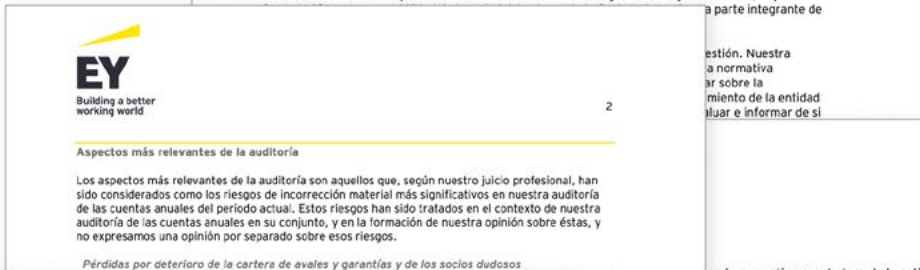 a parte integrante de
estión. Nuestra
a normativa
ar sobre la
miento de la entidad
aluar e informar de si
EY
Building a better
working world
2
Aspectos más relevantes de la auditoría
Los aspectos más relevantes de la auditoría son aquellos que, según nuestro juicio profesional, han
sido considerados como los riesgos de incorrección material más significativos en nuestra auditoría
de las cuentas anuales del periodo actual. Estos riesgos han sido tratados en el contexto de nuestra
auditoría de las cuentas anuales en su conjunto, y en la formación de nuestra opinión sobre éstas, y
no expresamos una opinión por separado sobre esos riesgos.
Pérdidas por deterioro de la cartera de avales y garantías y de los socios dudosos